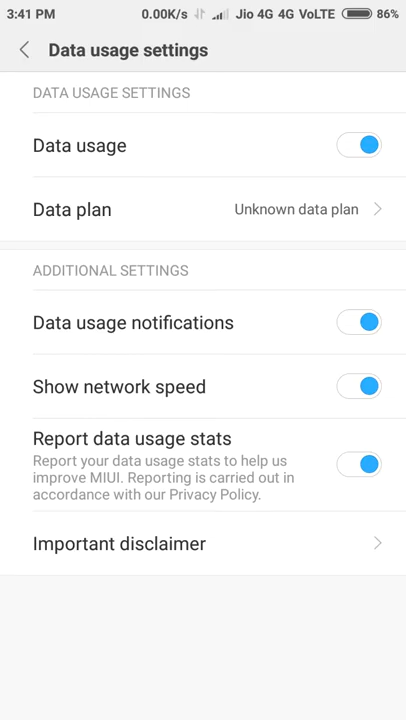 3:41 PM 0.00K/s Jio 4G 4G VoLTE 86%
Data usage settings
DATA USAGE SETTINGS
Data usage
Data plan Unknown data plan
ADDITIONAL SETTINGS
Data usage notifications
Show network speed
Report data usage stats
Report your data usage stats to help us
improve MIUI. Reporting is carried out in
accordance with our Privacy Policy.
Important disclaimer